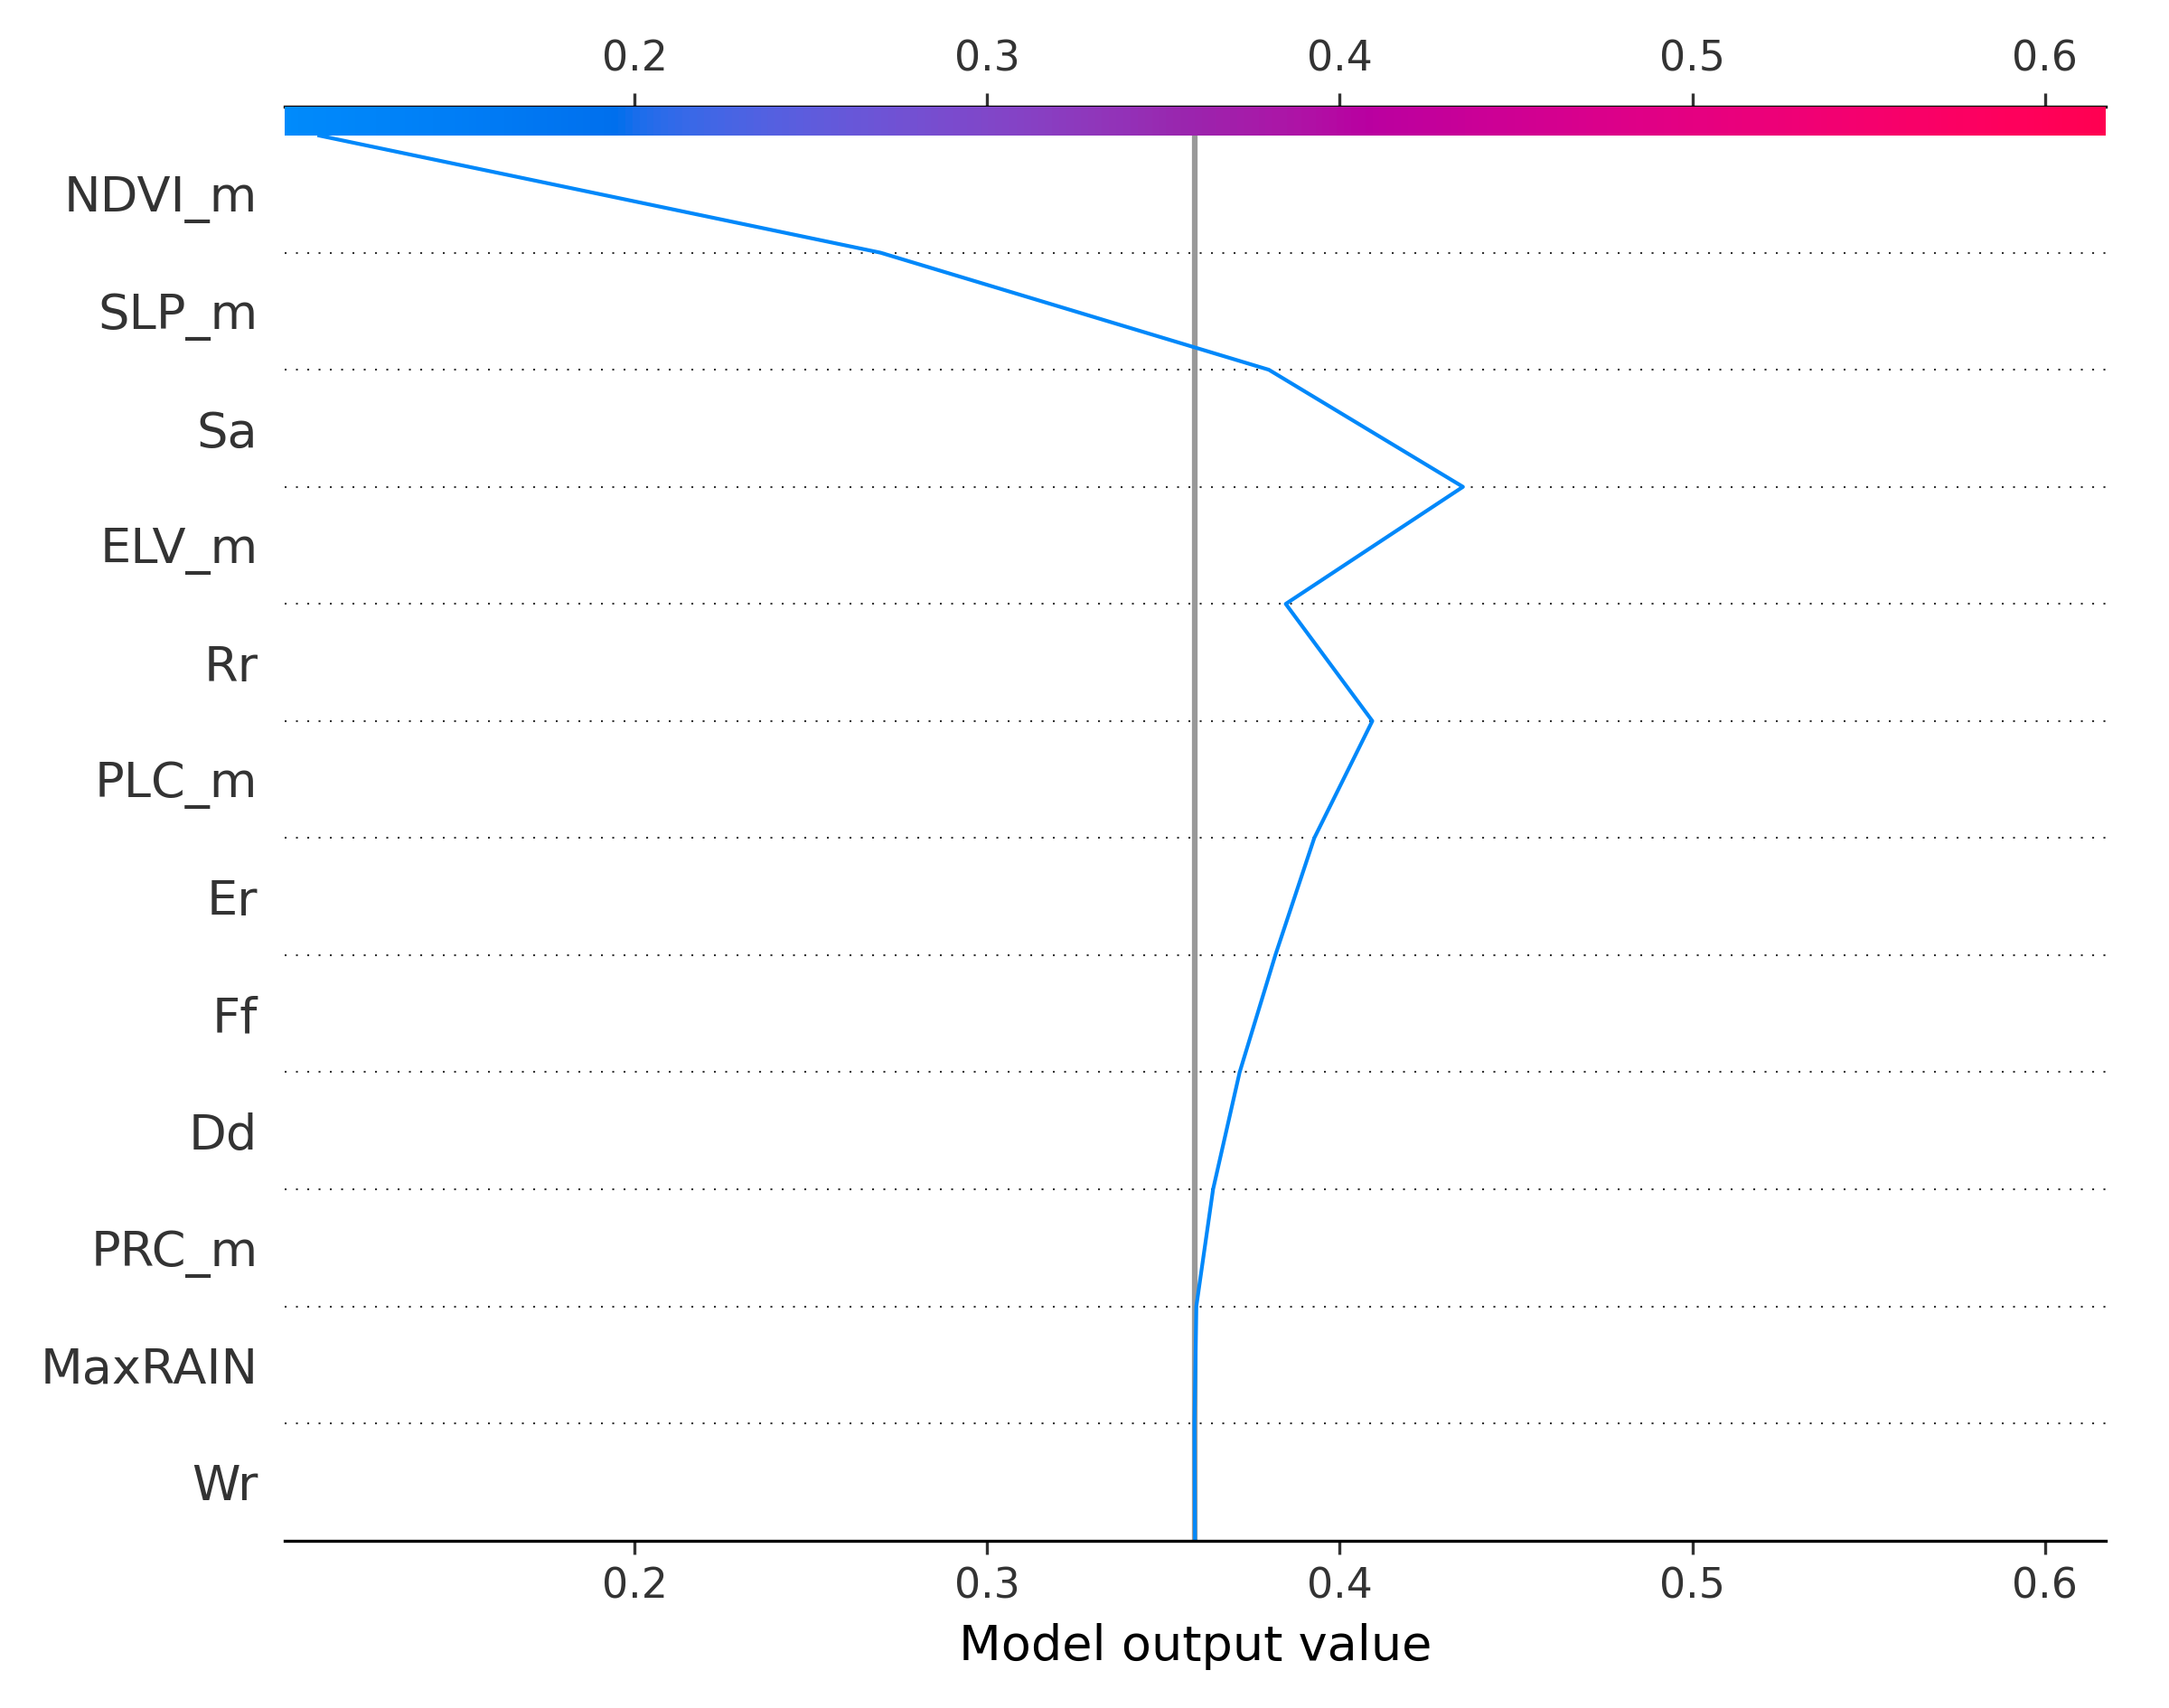 0.2 0.3 0.4 0.5 0.6
NDVI_m
SLP_m
Sa
ELV_m
Rr
PLC_m
Er
Ff
Dd
PRC_m
MaxRAIN
Wr
0.2 0.3 0.4 0.5 0.6
Model output value